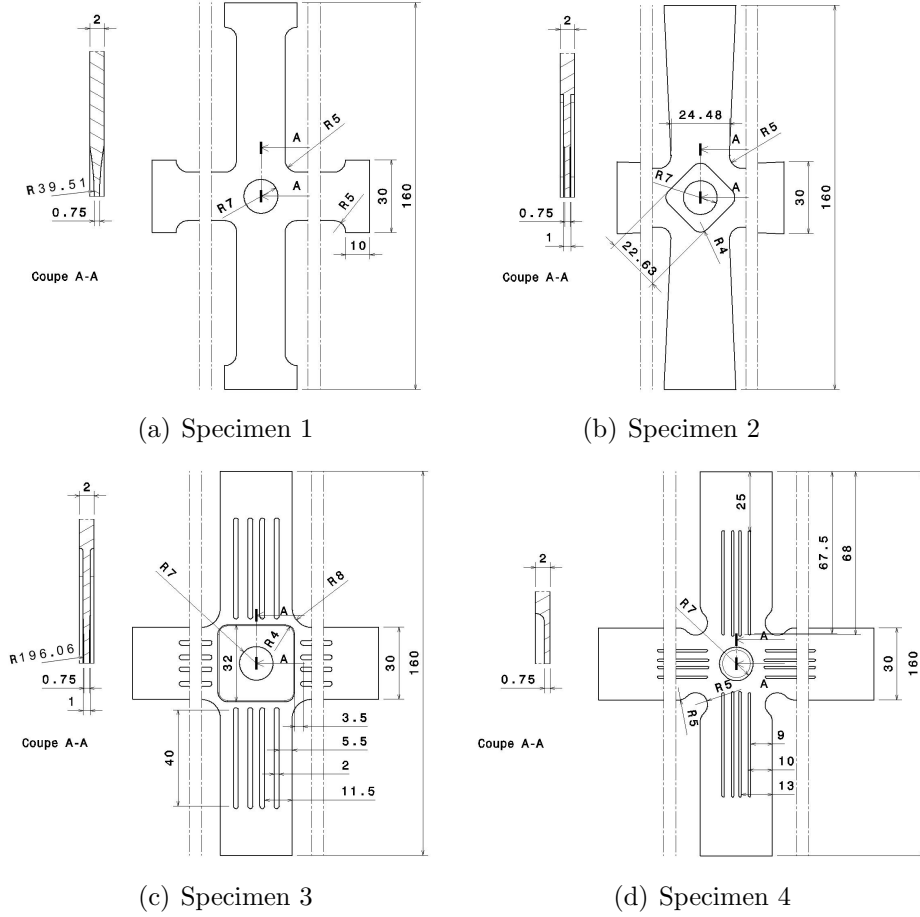 2
A
R5
R39.51
R7
A
R5
30
160
0.75
10
Coupe A-A
(a) Specimen 1
2
24.48
A
R5
R7
A
30
160
0.75
1
R4
22.63
Coupe A-A
(b) Specimen 2
2
R7
R8
A
R4
32
A
30
160
R196.06
0.75
1
3.5
Coupe A-A
40
5.5
2
11.5
(c) Specimen 3
25
67.5
68
2
R7
A
30
160
0.75
A
R5
R5
Coupe A-A
9
10
13
(d) Specimen 4